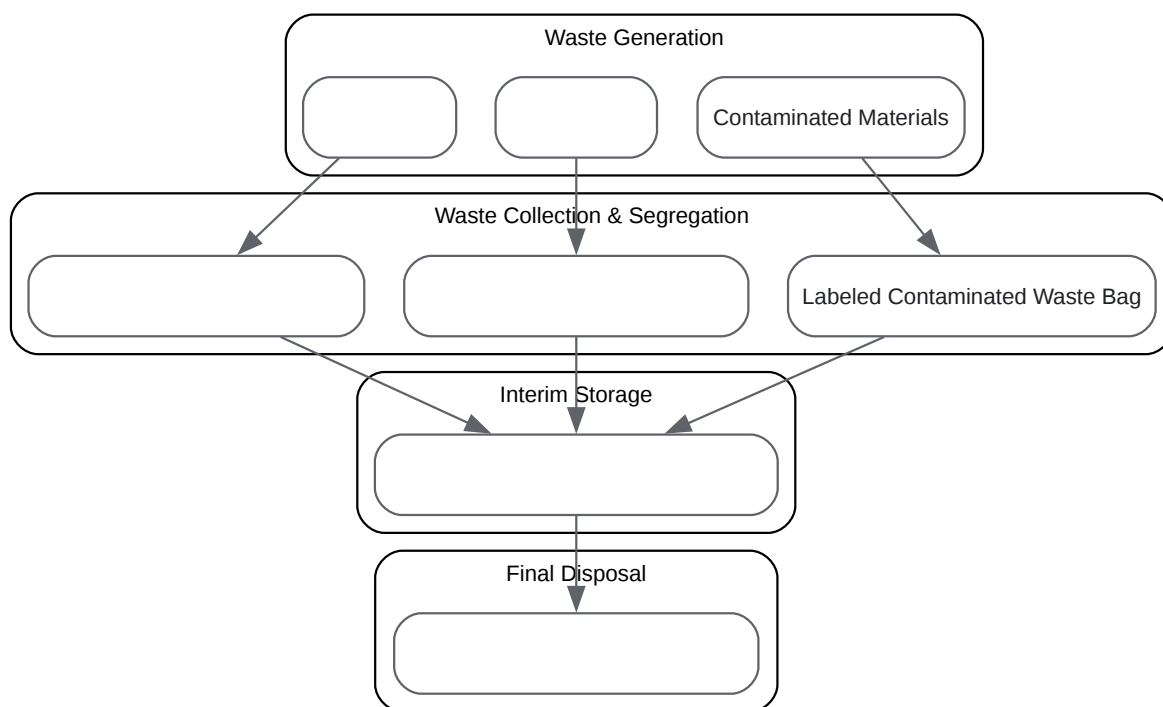 Waste Generation
Contaminated Materials
Waste Collection & Segregation
Labeled Contaminated Waste Bag
Interim Storage
Final Disposal